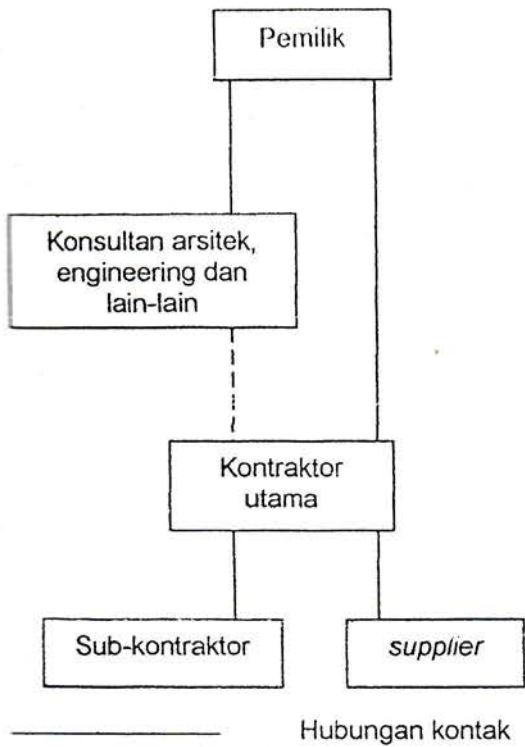 Pemilik
Konsultan arsitek,
engineering dan
lain-lain
Kontraktor
utama
Sub-kontraktor
supplier
Hubungan kontak